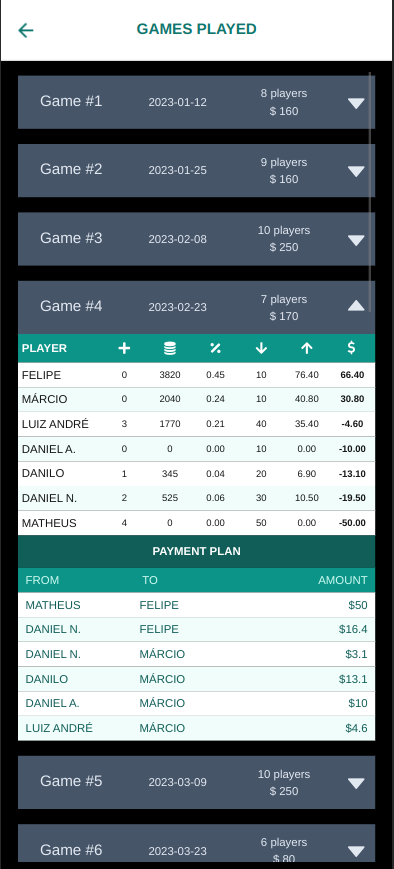 GAMES PLAYED
Game #1 2023-01-12 8 players $ 160
Game #2 2023-01-25 9 players $ 160
Game #3 2023-02-08 10 players $ 250
Game #4 2023-02-23 7 players $ 170
PLAYER + % ↓ ↑ $
FELIPE 0 3820 0.45 10 76.40 66.40
MÁRCIO 0 2040 0.24 10 40.80 30.80
LUIZ ANDRÉ 3 1770 0.21 40 35.40 -4.60
DANIEL A. 0 0 0.00 10 0.00 -10.00
DANILO 1 345 0.04 20 6.90 -13.10
DANIEL N. 2 525 0.06 30 10.50 -19.50
MATHEUS 4 0 0.00 50 0.00 -50.00
PAYMENT PLAN
FROM TO AMOUNT
MATHEUS FELIPE $50
DANIEL N. FELIPE $16.4
DANIEL N. MÁRCIO $3.1
DANILO MÁRCIO $13.1
DANIEL A. MÁRCIO $10
LUIZ ANDRÉ MÁRCIO $4.6
Game #5 2023-03-09 10 players $ 250
Game #6 2023-03-23 6 players $ 80